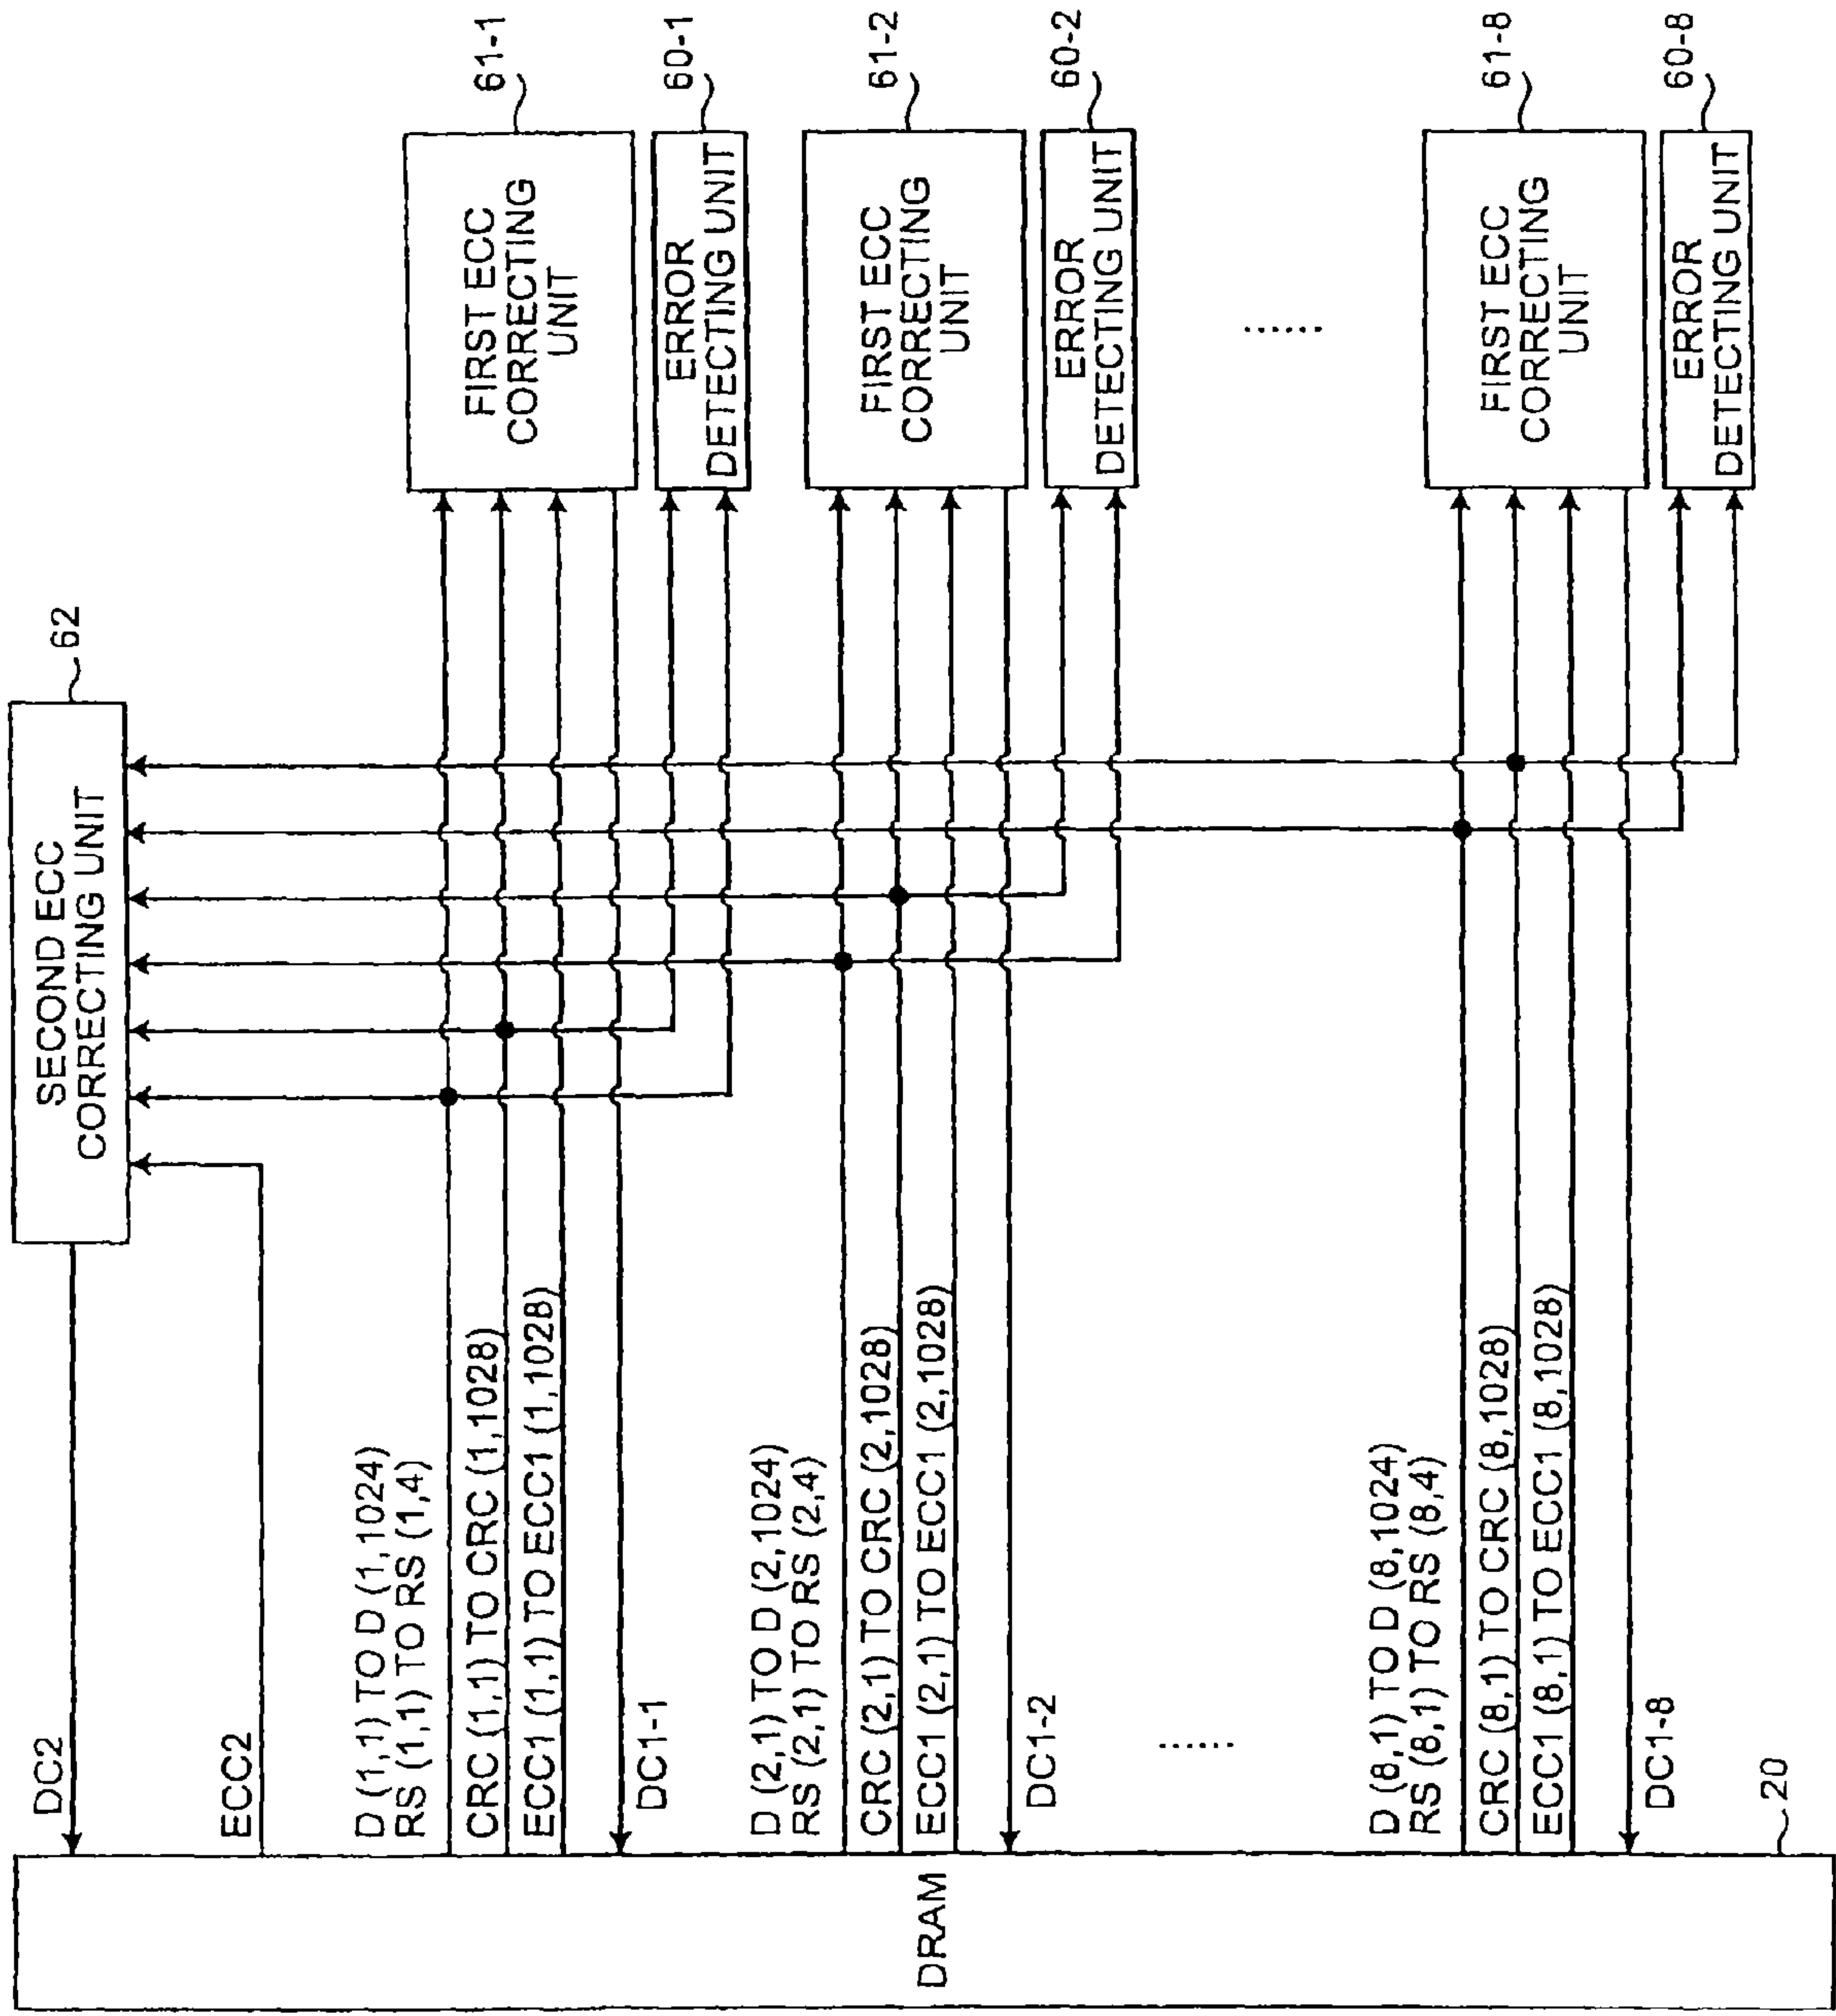 SECOND ECC
CORRECTING UNIT
62
DC2
ECC2
D (1,1) TO D (1,1024)
RS (1,1) TO RS (1,4)
CRC (1,1) TO CRC (1,1028)
ECC1 (1,1) TO ECC1 (1,1028)
DC1-1
FIRST ECC
CORRECTING
UNIT
61-1
ERROR
DETECTING UNIT
60-1
D (2,1) TO D (2,1024)
RS (2,1) TO RS (2,4)
CRC (2,1) TO CRC (2,1028)
ECC1 (2,1) TO ECC1 (2,1028)
DC1-2
FIRST ECC
CORRECTING
UNIT
61-2
ERROR
DETECTING UNIT
60-2
......
......
D (8,1) TO D (8,1024)
RS (8,1) TO RS (8,4)
CRC (8,1) TO CRC (8,1028)
ECC1 (8,1) TO ECC1 (8,1028)
DC1-8
FIRST ECC
CORRECTING
UNIT
61-8
ERROR
DETECTING UNIT
60-8
DRAM
20